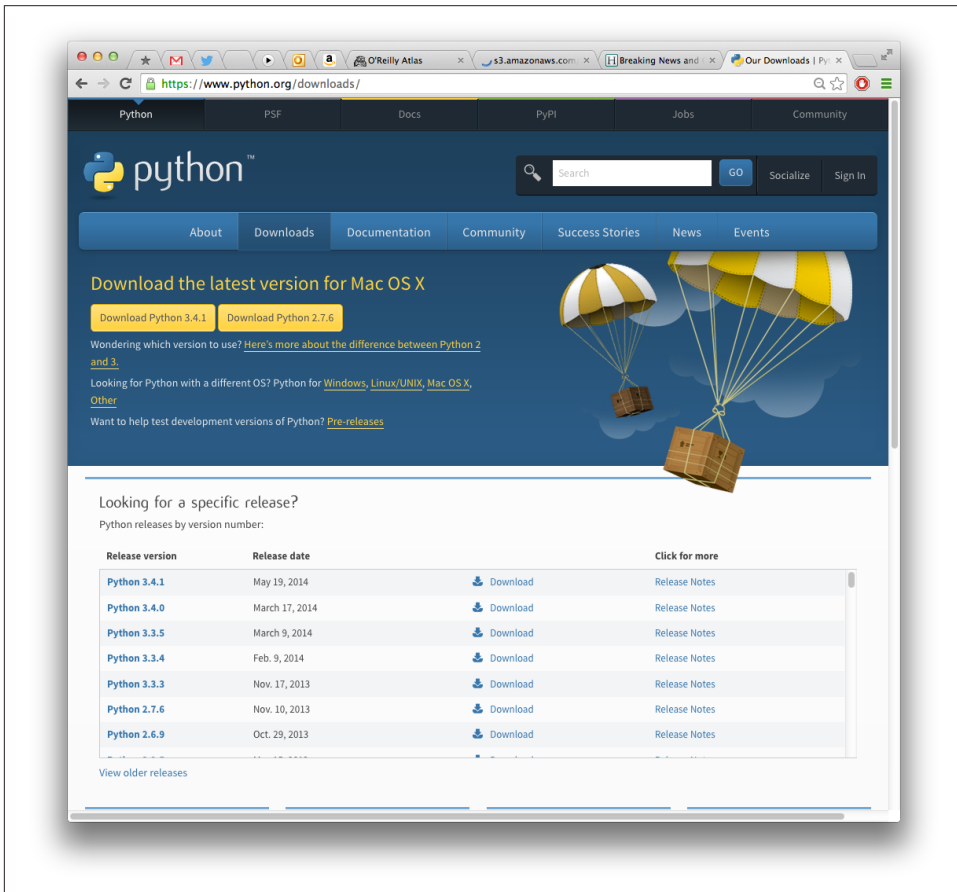 O'Reilly Atlas
s3.amazonaws.com
Breaking News and
Our Downloads | Py
https://www.python.org/downloads/
Python PSF Docs PyPI Jobs Community
python™
Search GO Socialize Sign In
About Downloads Documentation Community Success Stories News Events
Download the latest version for Mac OS X
Download Python 3.4.1 Download Python 2.7.6
Wondering which version to use? Here's more about the difference between Python 2
and 3.
Looking for Python with a different OS? Python for Windows, Linux/UNIX, Mac OS X,
Other
Want to help test development versions of Python? Pre-releases
Looking for a specific release?
Python releases by version number:
Release version Release date Click for more
Python 3.4.1 May 19, 2014 Download Release Notes
Python 3.4.0 March 17, 2014 Download Release Notes
Python 3.3.5 March 9, 2014 Download Release Notes
Python 3.3.4 Feb. 9, 2014 Download Release Notes
Python 3.3.3 Nov. 17, 2013 Download Release Notes
Python 2.7.6 Nov. 10, 2013 Download Release Notes
Python 2.6.9 Oct. 29, 2013 Download Release Notes
View older releases